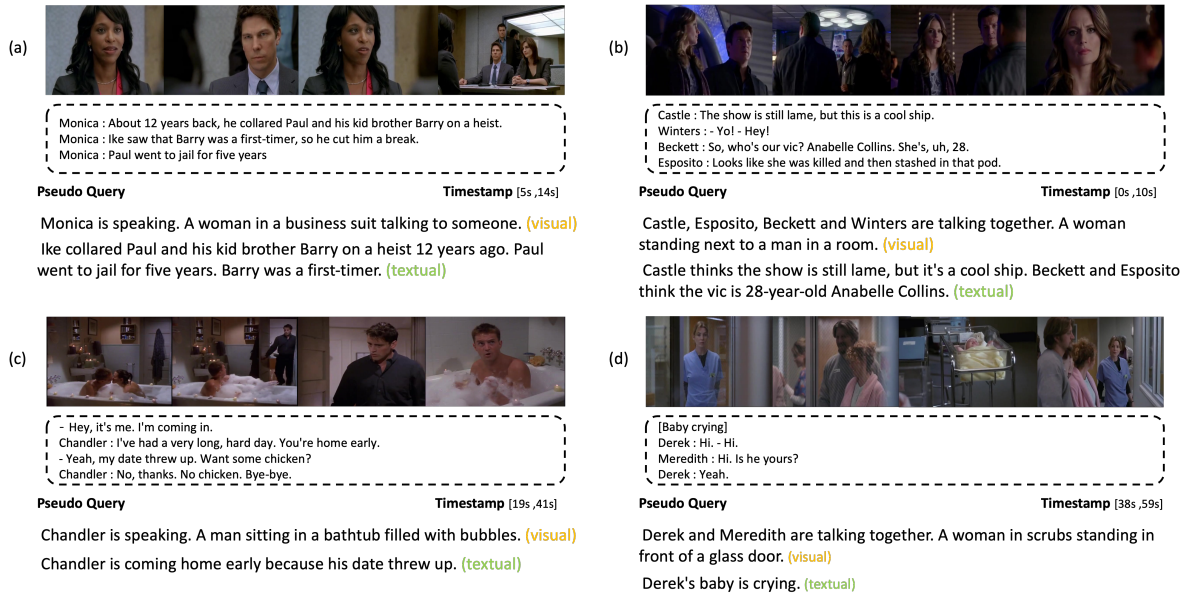 (a)
Monica : About 12 years back, he collared Paul and his kid brother Barry on a heist.
Monica : Ike saw that Barry was a first-timer, so he cut him a break.
Monica : Paul went to jail for five years
Pseudo Query Timestamp [5s ,14s]
Monica is speaking. A woman in a business suit talking to someone. (visual)
Ike collared Paul and his kid brother Barry on a heist 12 years ago. Paul
went to jail for five years. Barry was a first-timer. (textual)
(b)
Castle : The show is still lame, but this is a cool ship.
Winters : - Yo! - Hey!
Beckett : So, who's our vic? Anabelle Collins. She's, uh, 28.
Esposito : Looks like she was killed and then stashed in that pod.
Pseudo Query Timestamp [0s ,10s]
Castle, Esposito, Beckett and Winters are talking together. A woman
standing next to a man in a room. (visual)
Castle thinks the show is still lame, but it's a cool ship. Beckett and Esposito
think the vic is 28-year-old Anabelle Collins. (textual)
(c)
- Hey, it's me. I'm coming in.
Chandler : I've had a very long, hard day. You're home early.
- Yeah, my date threw up. Want some chicken?
Chandler : No, thanks. No chicken. Bye-bye.
Pseudo Query Timestamp [19s ,41s]
Chandler is speaking. A man sitting in a bathtub filled with bubbles. (visual)
Chandler is coming home early because his date threw up. (textual)
(d)
[Baby crying]
Derek : Hi. - Hi.
Meredith : Hi. Is he yours?
Derek : Yeah.
Pseudo Query Timestamp [38s ,59s]
Derek and Meredith are talking together. A woman in scrubs standing in
front of a glass door. (visual)
Derek's baby is crying. (textual)